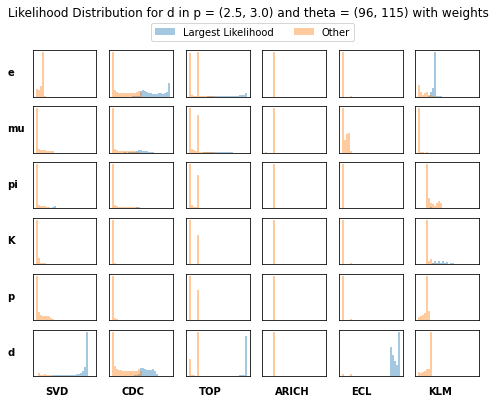 Likelihood Distribution for d in p = (2.5, 3.0) and theta = (96, 115) with weights
Largest Likelihood Other
e
mu
pi
K
p
d
SVD CDC TOP ARICH ECL KLM